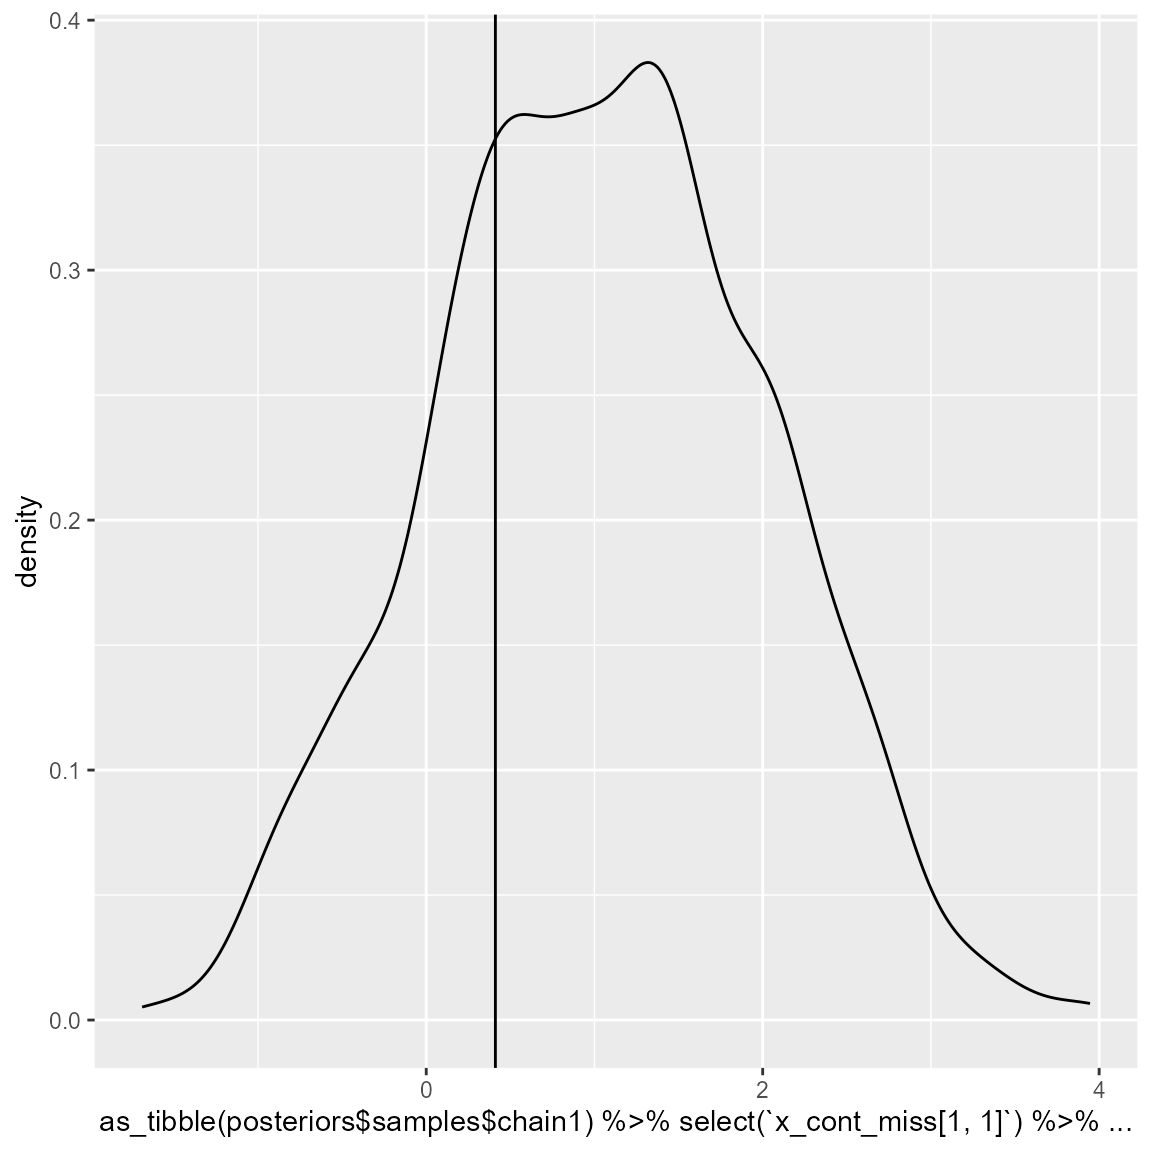 0.4
0.3
0.2
0.1
0.0
density
0 2 4
as_tibble(posteriors$samples$chain1) %>% select(`x_cont_miss[1, 1]`) %>% ...